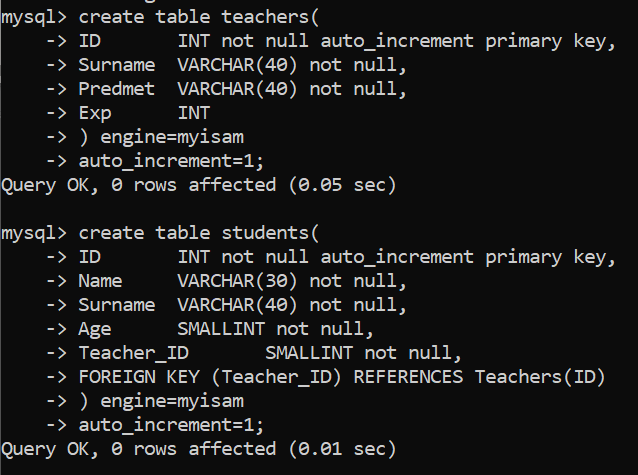 mysql> create table teachers(
    -> ID      INT not null auto_increment primary key,
    -> Surname  VARCHAR(40) not null,
    -> Predmet  VARCHAR(40) not null,
    -> Exp      INT
    -> ) engine=myisam
    -> auto_increment=1;
Query OK, 0 rows affected (0.05 sec)
mysql> create table students(
    -> ID      INT not null auto_increment primary key,
    -> Name     VARCHAR(30) not null,
    -> Surname  VARCHAR(40) not null,
    -> Age      SMALLINT not null,
    -> Teacher_ID       SMALLINT not null,
    -> FOREIGN KEY (Teacher_ID) REFERENCES Teachers(ID)
    -> ) engine=myisam
    -> auto_increment=1;
Query OK, 0 rows affected (0.01 sec)